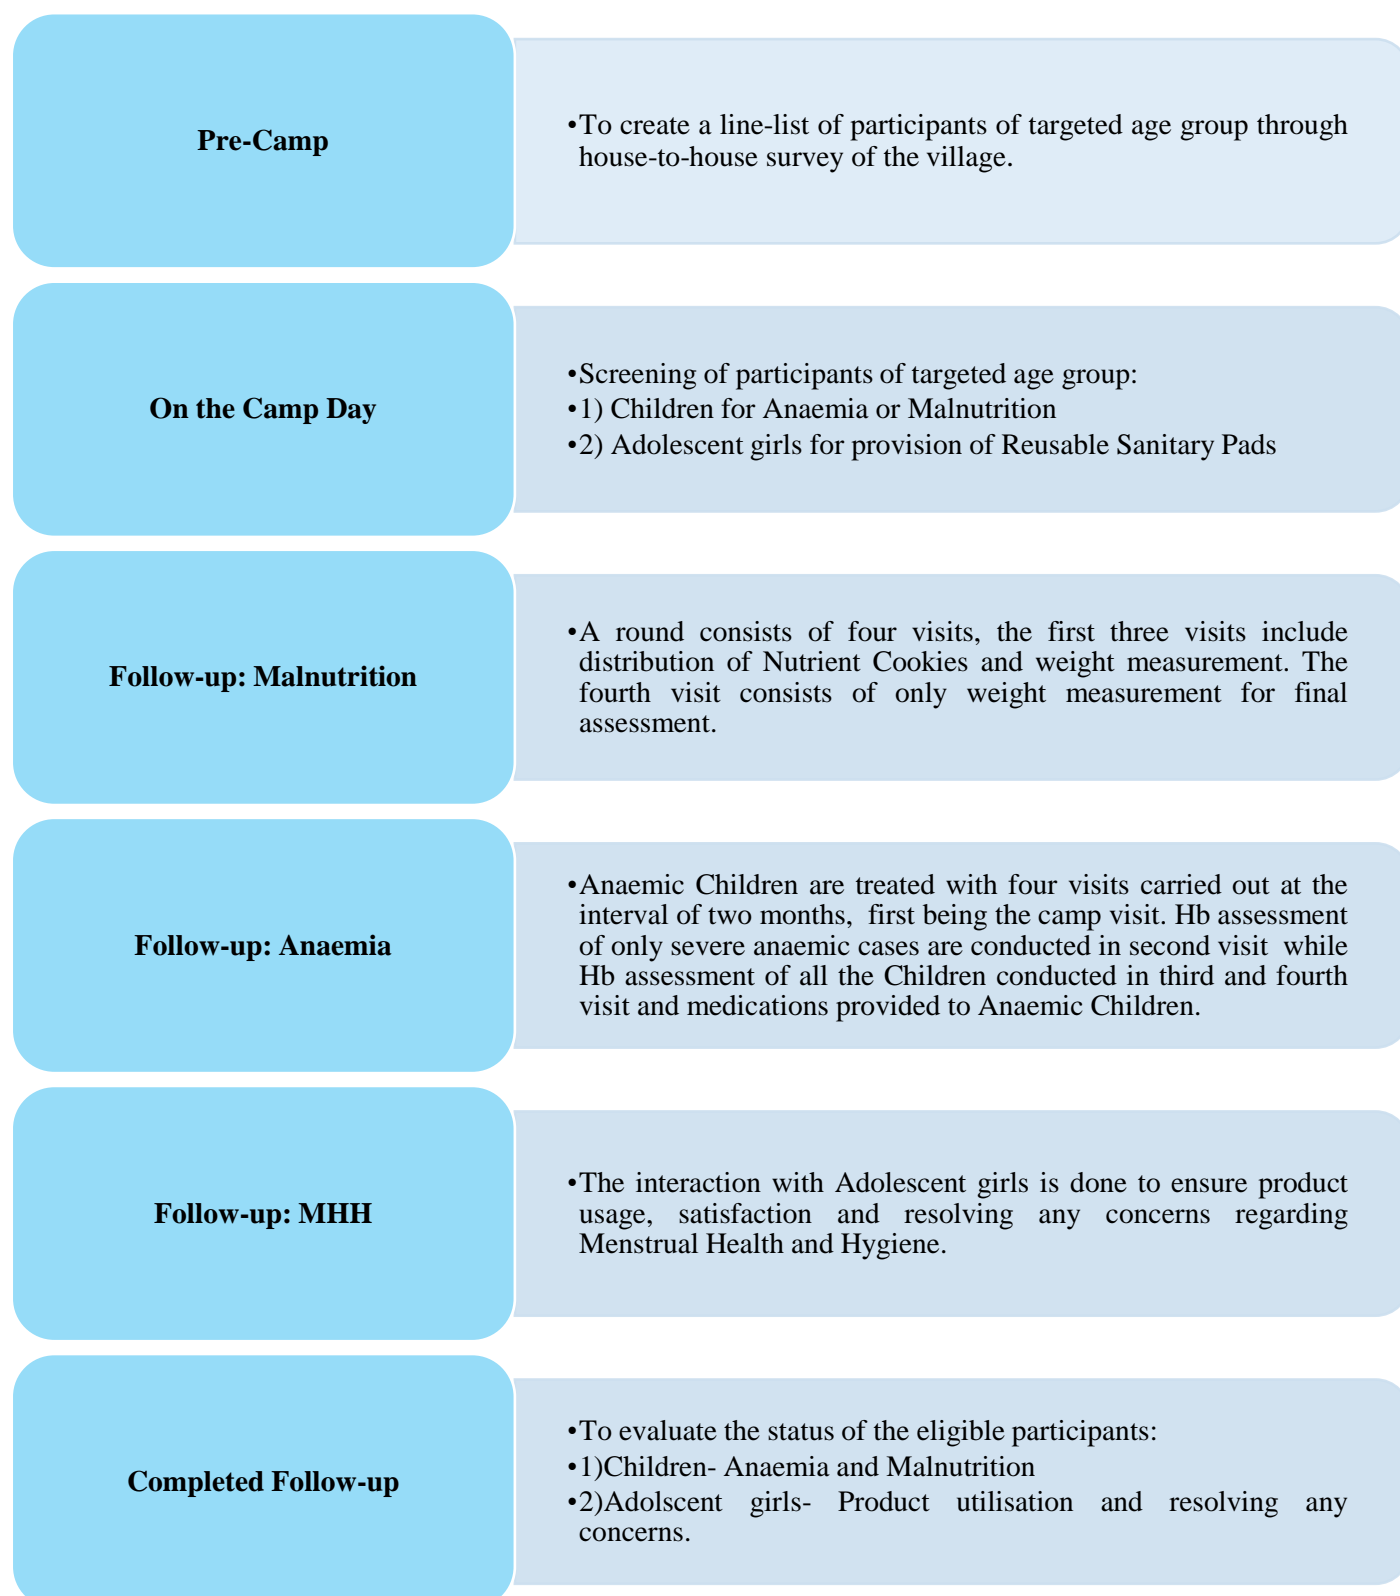 Pre-Camp
•To create a line-list of participants of targeted age group through
house-to-house survey of the village.
On the Camp Day
•Screening of participants of targeted age group:
•1) Children for Anaemia or Malnutrition
•2) Adolescent girls for provision of Reusable Sanitary Pads
Follow-up: Malnutrition
•A round consists of four visits, the first three visits include
distribution of Nutrient Cookies and weight measurement. The
fourth visit consists of only weight measurement for final
assessment.
Follow-up: Anaemia
•Anaemic Children are treated with four visits carried out at the
interval of two months, first being the camp visit. Hb assessment
of only severe anaemic cases are conducted in second visit while
Hb assessment of all the Children conducted in third and fourth
visit and medications provided to Anaemic Children.
Follow-up: MHH
•The interaction with Adolescent girls is done to ensure product
usage, satisfaction and resolving any concerns regarding
Menstrual Health and Hygiene.
Completed Follow-up
•To evaluate the status of the eligible participants:
•1)Children- Anaemia and Malnutrition
•2)Adolscent girls- Product utilisation and resolving any
concerns.